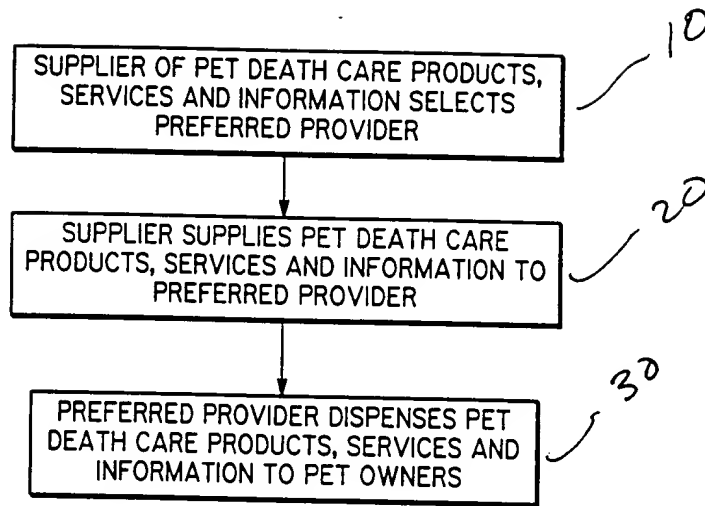 10
SUPPLIER OF PET DEATH CARE PRODUCTS,
SERVICES AND INFORMATION SELECTS
PREFERRED PROVIDER
20
SUPPLIER SUPPLIES PET DEATH CARE
PRODUCTS, SERVICES AND INFORMATION TO
PREFERRED PROVIDER
30
PREFERRED PROVIDER DISPENSES PET
DEATH CARE PRODUCTS, SERVICES AND
INFORMATION TO PET OWNERS